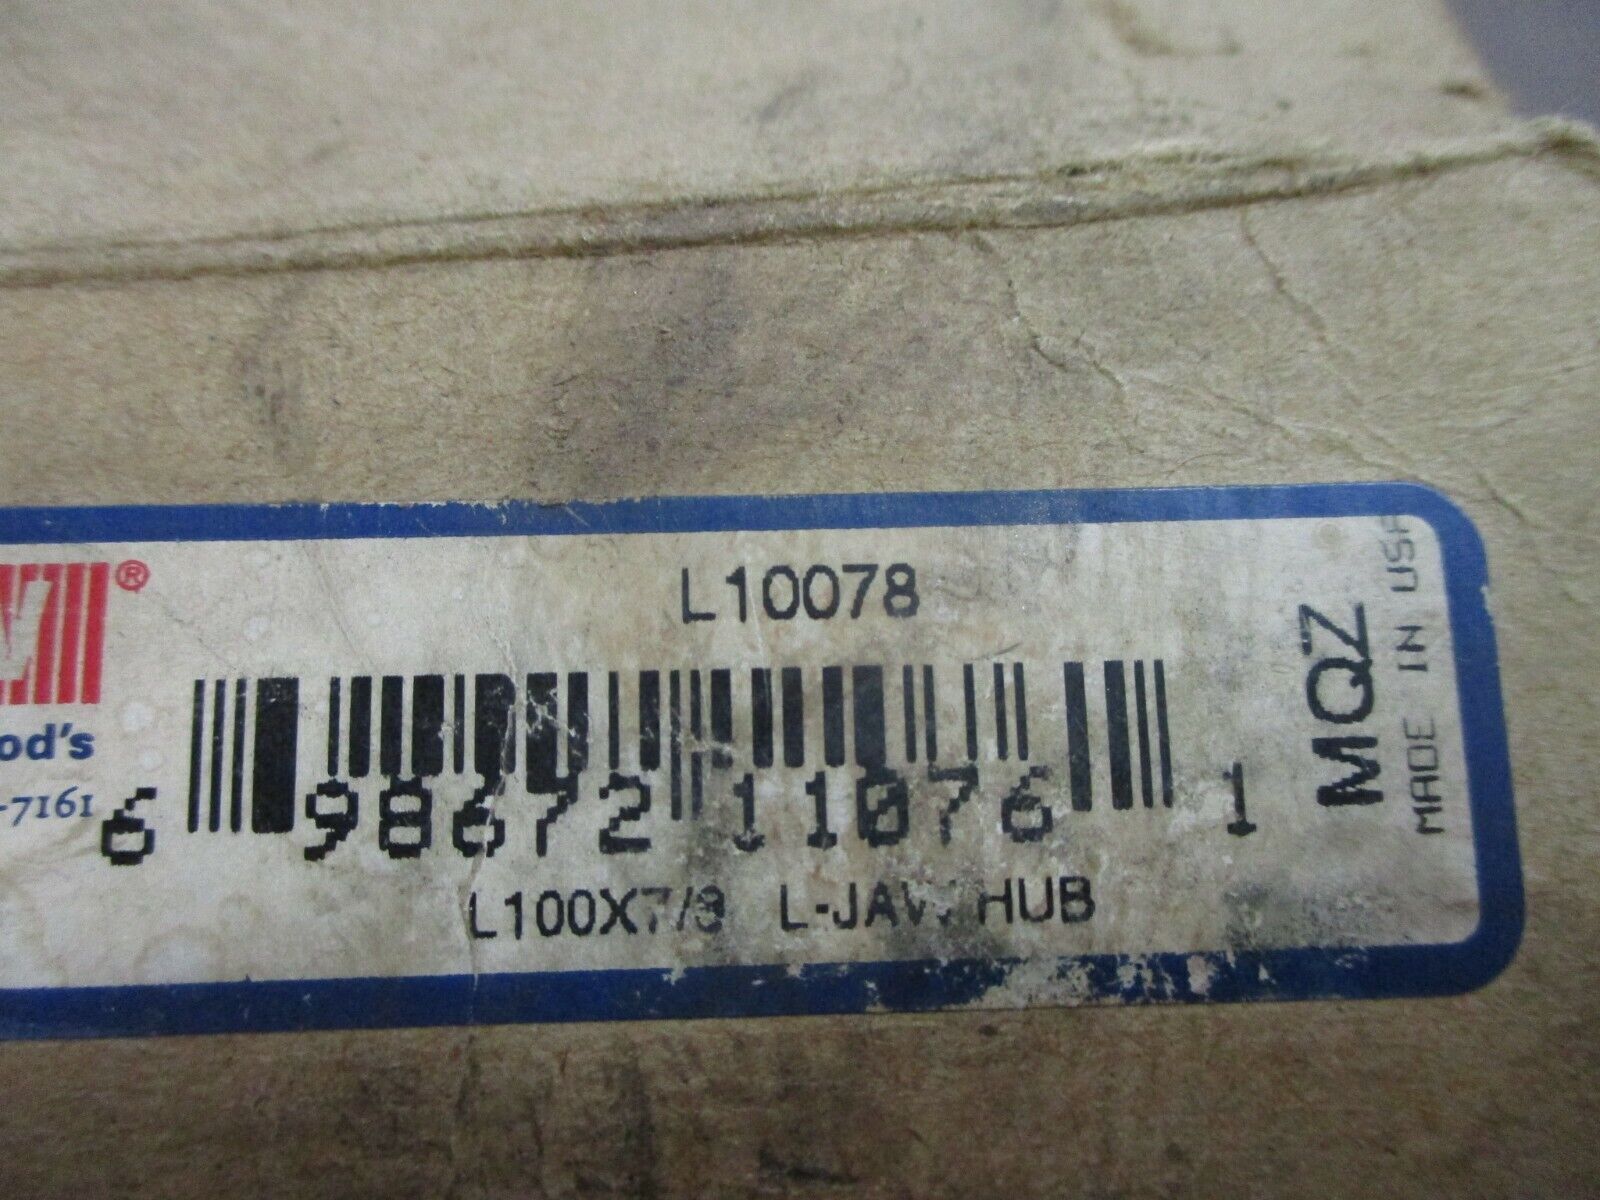 L10078
®
od's
-7161
6 98672 11076 1
L100X7/8 L-JAW HUB
MQZ
MADE IN USA